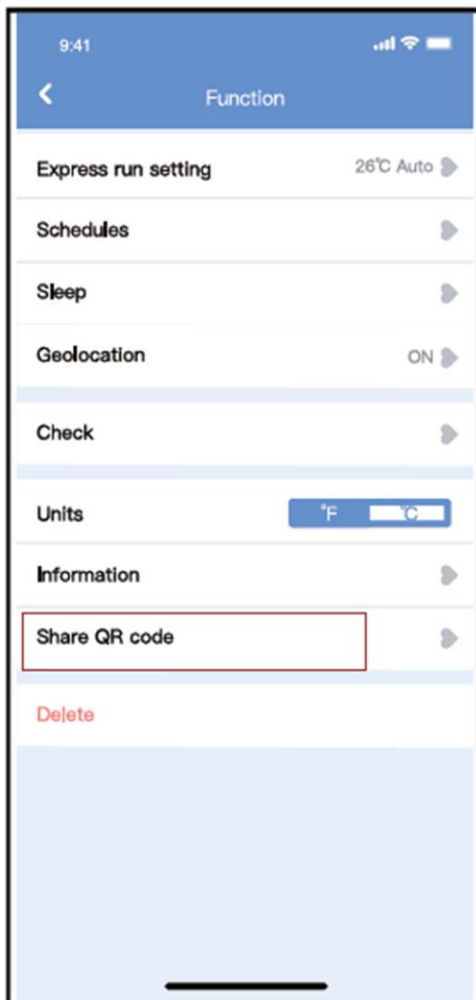 9:41
Function
Express run setting 26℃ Auto
Schedules
Sleep
Geolocation ON
Check
Units °F °C
Information
Share QR code
Delete